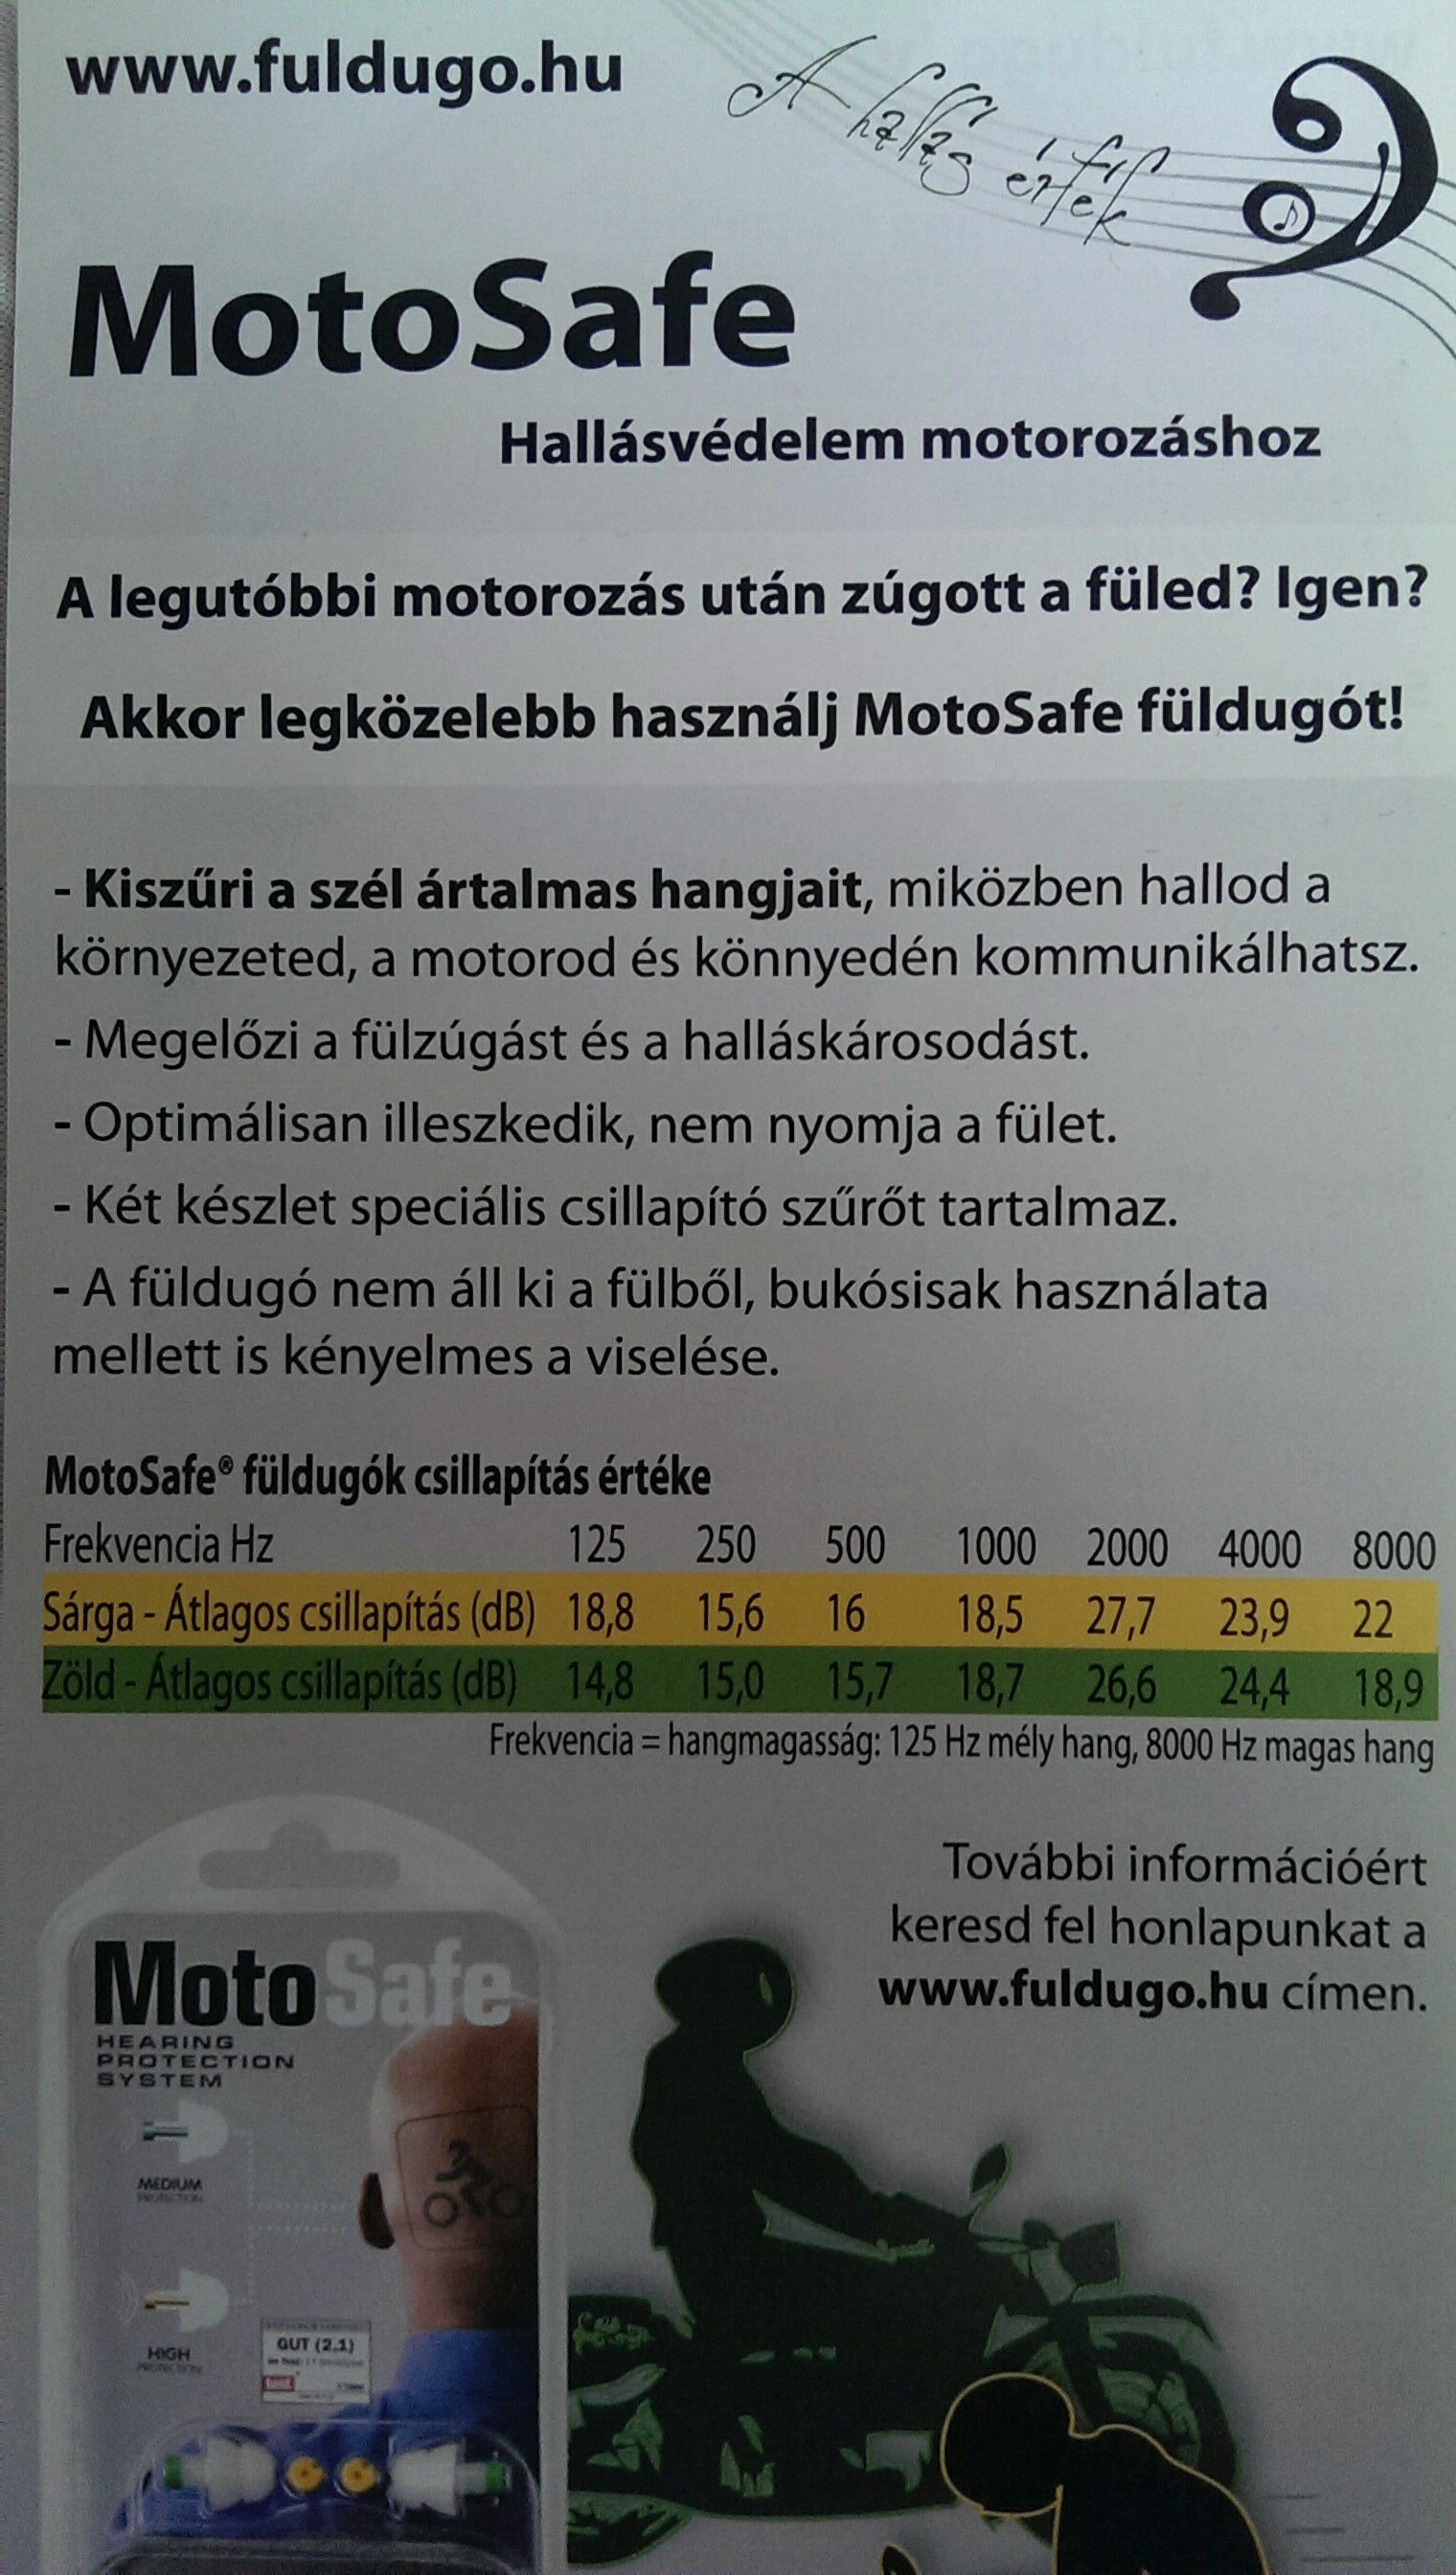 www.fuldugo.hu
A hallás érték
MotoSafe
Hallásvédelem motorozáshoz
A legutóbbi motorozás után zúgott a füled? Igen?
Akkor legközelebb használj MotoSafe füldugót!
- Kiszűri a szél ártalmas hangjait, miközben hallod a
környezeted, a motorod és könnyedén kommunikálhatsz.
- Megelőzi a fülzúgást és a halláskárosodást.
- Optimálisan illeszkedik, nem nyomja a fület.
- Két készlet speciális csillapító szűrőt tartalmaz.
- A füldugó nem áll ki a fülből, bukósisak használata
mellett is kényelmes a viselése.
MotoSafe® füldugók csillapítás értéke
Frekvencia Hz 125 250 500 1000 2000 4000 8000
Sárga - Átlagos csillapítás (dB) 18,8 15,6 16 18,5 27,7 23,9 22
Zöld - Átlagos csillapítás (dB) 14,8 15,0 15,7 18,7 26,6 24,4 18,9
Frekvencia = hangmagasság: 125 Hz mély hang, 8000 Hz magas hang
További információért
keresd fel honlapunkat a
www.fuldugo.hu címen.
MotoSafe
HEARING
PROTECTION
SYSTEM
MEDIUM
PROTECTION
HIGH
PROTECTION
GUT (2,1)